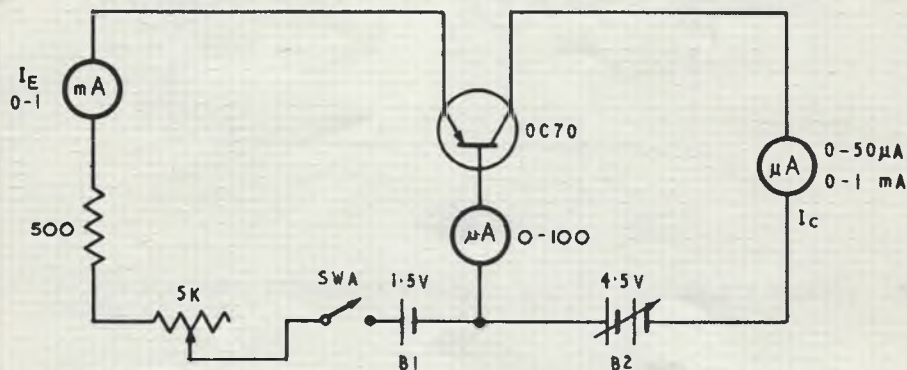 I_E
0-1
mA
OC70
μA
0-50μA
0-1 mA
I_C
500
μA
0-100
5K
SWA
1·5V
4·5V
B1
B2